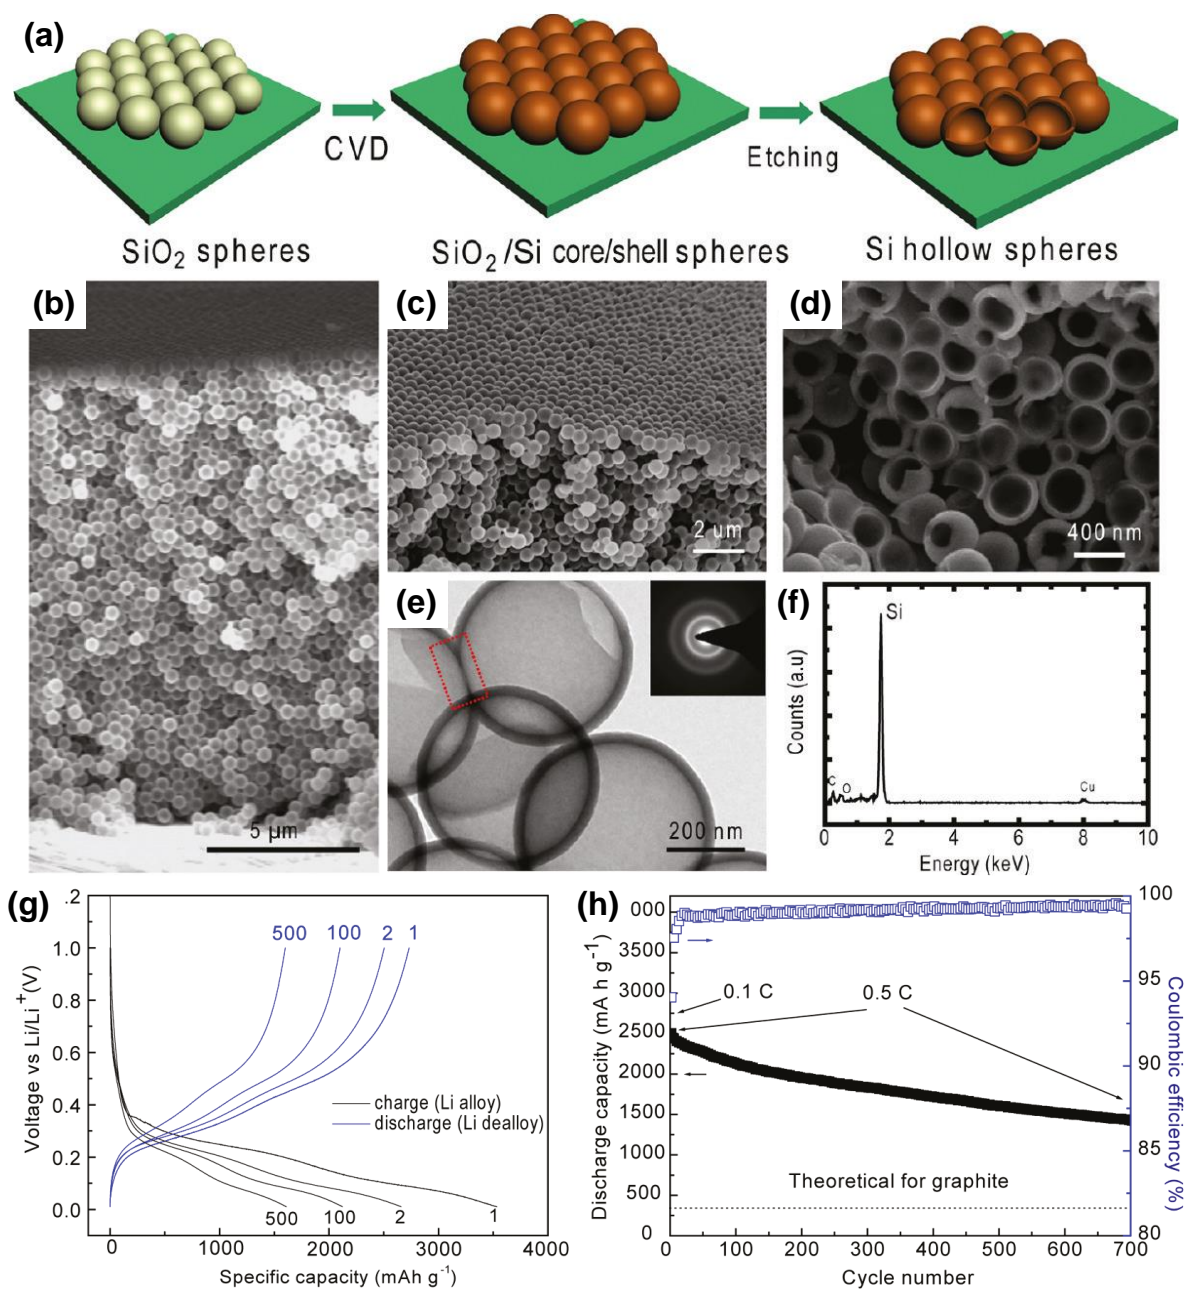 (a)
CVD
Etching
SiO2 spheres
SiO2/Si core/shell spheres
Si hollow spheres
(b)
5 µm
(c)
2 um
(d)
400 nm
(e)
200 nm
(f)
Si
C
O
Cu
Counts (a.u)
0 2 4 6 8 10
Energy (keV)
(g)
.2
1.0
0.8
0.6
0.4
0.2
0.0
Voltage vs Li/Li +(V)
500 100 2 1
charge (Li alloy)
discharge (Li dealloy)
500 100 2 1
0 1000 2000 3000 4000
Specific capacity (mAh g-1)
(h)
000
3500
3000
2500
2000
1500
1000
500
0
Discharge capacity (mA h g-1)
0.1 C
0.5 C
Theoretical for graphite
100
95
90
85
80
Coulombic efficiency (%)
0 100 200 300 400 500 600 700
Cycle number